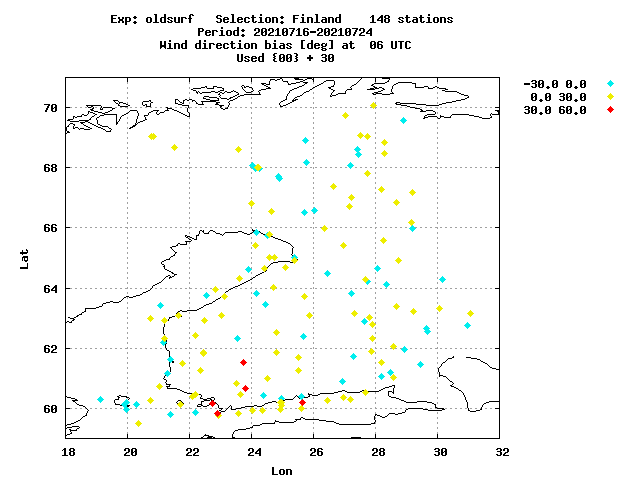 Exp: oldsurf   Selection: Finland    148 stations
Period: 20210716-20210724
Wind direction bias [deg] at  06 UTC
Used {00} + 30
-30.0 0.0
0.0 30.0
30.0 60.0
70
68
66
64
62
60
Lat
18 20 22 24 26 28 30 32
Lon